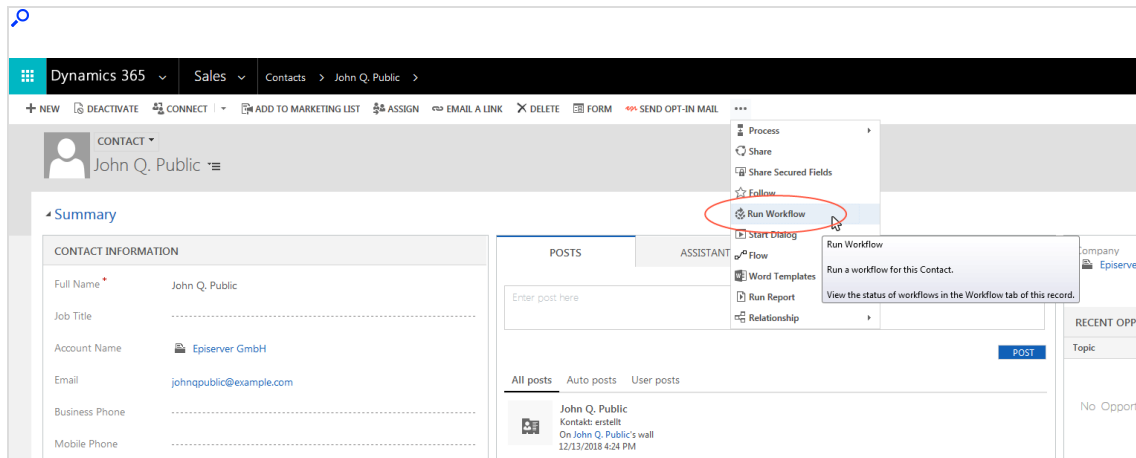 Dynamics 365 Sales Contacts > John Q. Public >
NEW DEACTIVATE CONNECT ADD TO MARKETING LIST ASSIGN EMAIL A LINK DELETE FORM SEND OPT-IN MAIL •••
CONTACT
John Q. Public
Process
Share
Share Secured Fields
Follow
Run Workflow
Start Dialog
Flow
Word Templates
Run Report
Relationship
Run Workflow
Run a workflow for this Contact.
View the status of workflows in the Workflow tab of this record.
Summary
CONTACT INFORMATION
Full Name * John Q. Public
Job Title
Account Name Episerver GmbH
Email johnqpublic@example.com
Business Phone
Mobile Phone
POSTS ASSISTANT
Enter post here
POST
All posts Auto posts User posts
John Q. Public
Kontakt: erstellt
On John Q. Public's wall
12/13/2018 4:24 PM
Company
Episerve
RECENT OPP
Topic
No Opport